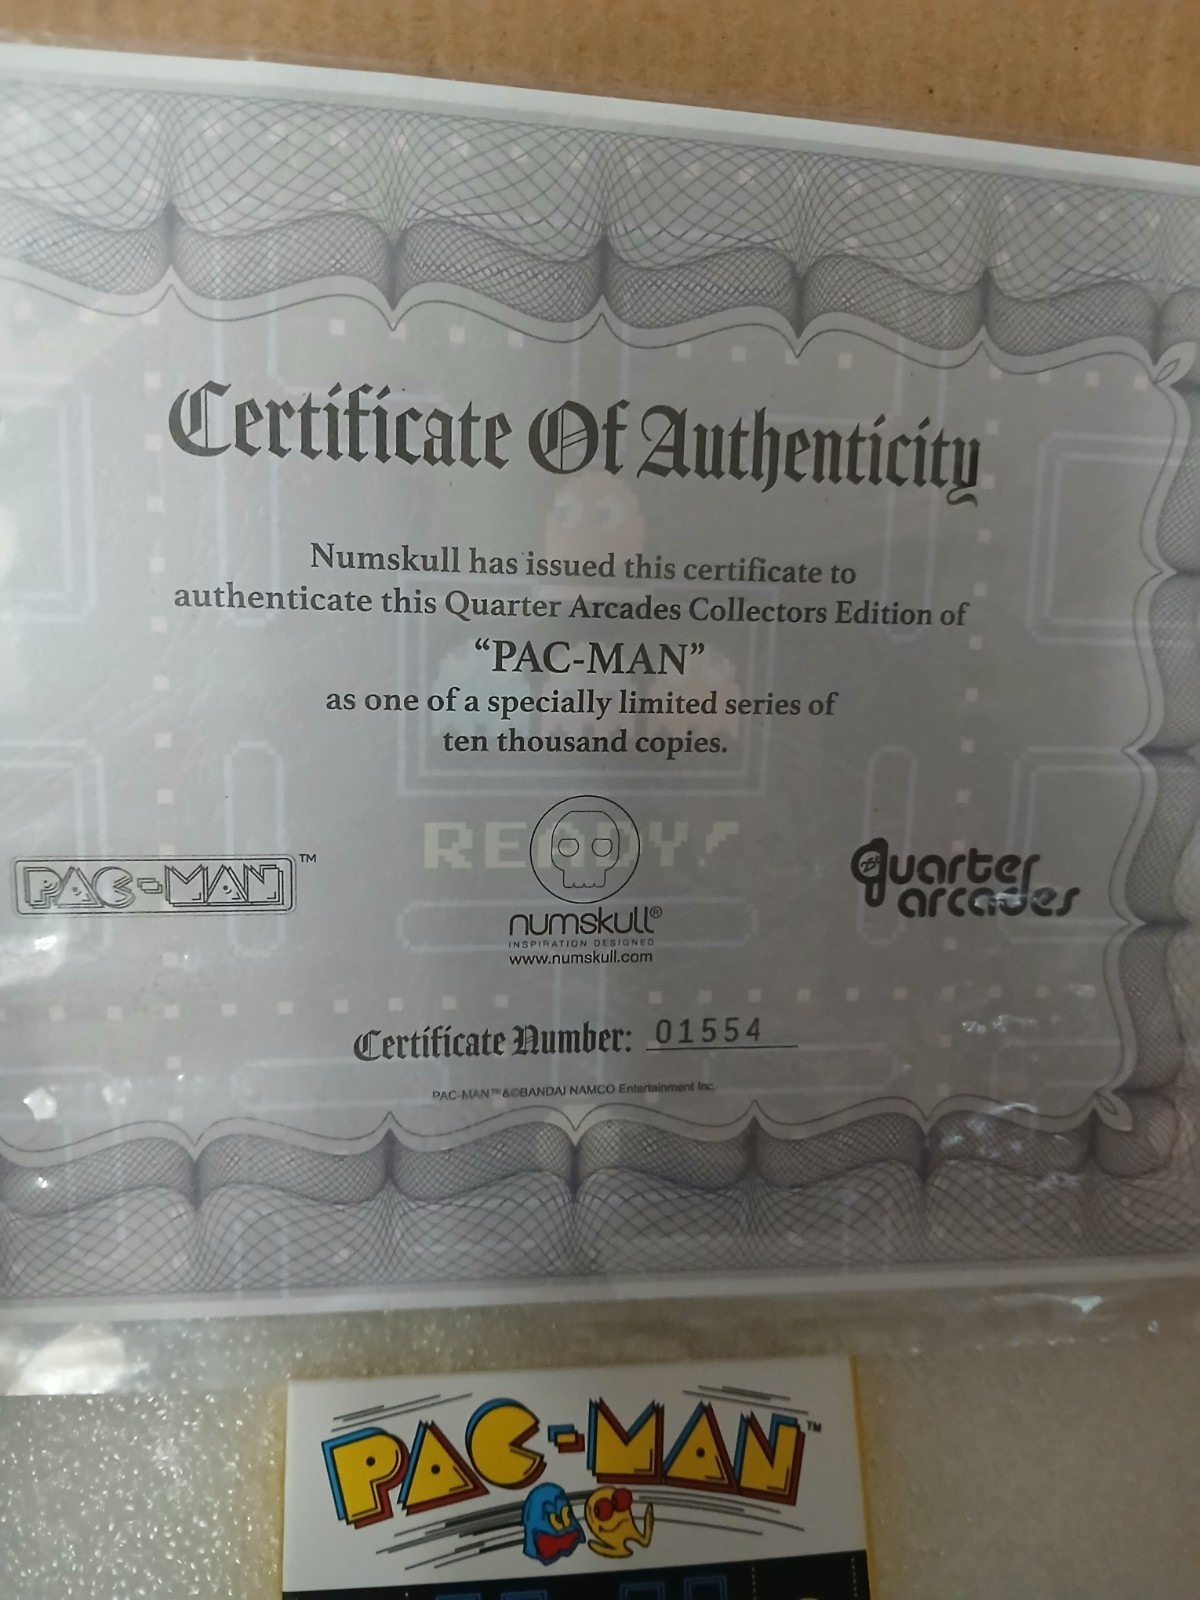 Certificate Of Authenticity
Numskull has issued this certificate to
authenticate this Quarter Arcades Collectors Edition of
“PAC-MAN”
as one of a specially limited series of
ten thousand copies.
READY!
PAC-MAN™
numskull®
INSPIRATION DESIGNED
www.numskull.com
quarter
arcades
Certificate Number: 01554
PAC-MAN™&©BANDAI NAMCO Entertainment Inc.
PAC-MAN™